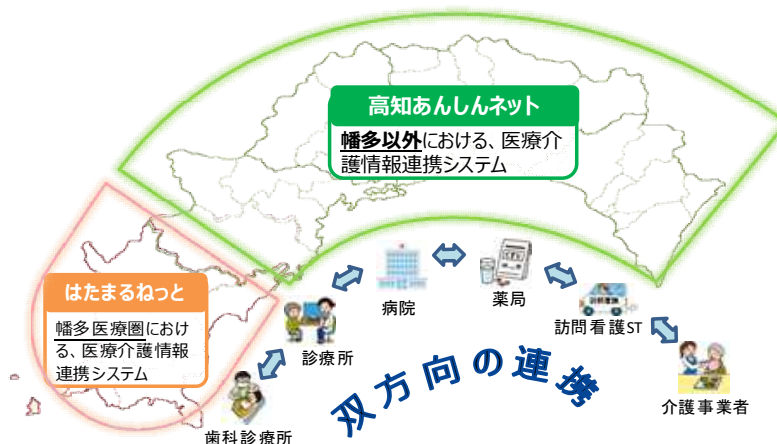 高知あんしんネット
幡多以外における、医療介
護情報連携システム
はたまるねっと
幡多医療圏におけ
る、医療介護情報
連携システム
病院
薬局
診療所
訪問看護ST
歯科診療所
介護事業者
双方向の連携